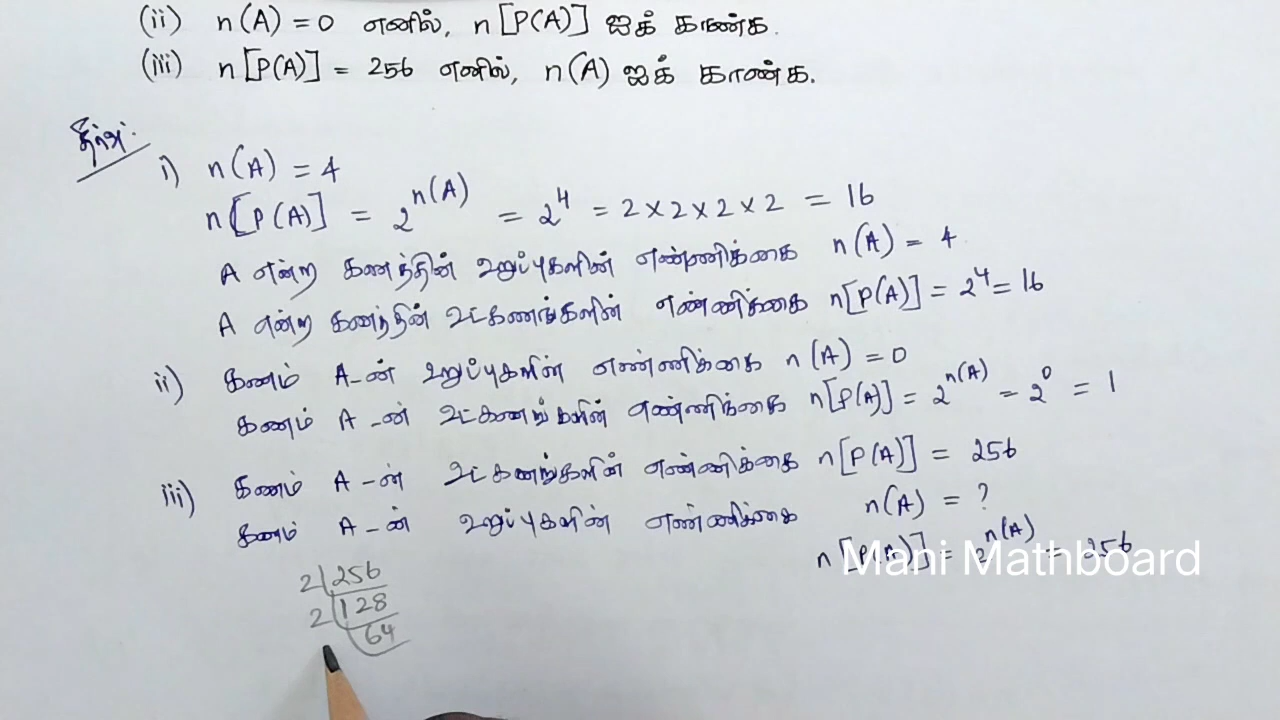 (ii) n(A) = 0 எனில், n[P(A)] ஐக் காண்க.
(iii) n[P(A)] = 256 எனில், n(A) ஐக் காண்க.
தீர்வு:
i) n(A) = 4
n[P(A)] = 2^n(A) = 2^4 = 2 × 2 × 2 × 2 = 16
A என்ற கணத்தின் உறுப்புகளின் எண்ணிக்கை n(A) = 4
A என்ற கணத்தின் உட்கணங்களின் எண்ணிக்கை n[P(A)] = 2^4 = 16
ii) கணம் A-ன் உறுப்புகளின் எண்ணிக்கை n(A) = 0
கணம் A-ன் உட்கணங்களின் எண்ணிக்கை n[P(A)] = 2^n(A) = 2^0 = 1
iii) கணம் A-ன் உட்கணங்களின் எண்ணிக்கை n[P(A)] = 256
கணம் A-ன் உறுப்புகளின் எண்ணிக்கை n(A) = ?
n[P(A)] = 2^n(A) = 256
Mani Mathboard
2 | 256
2 | 128
64